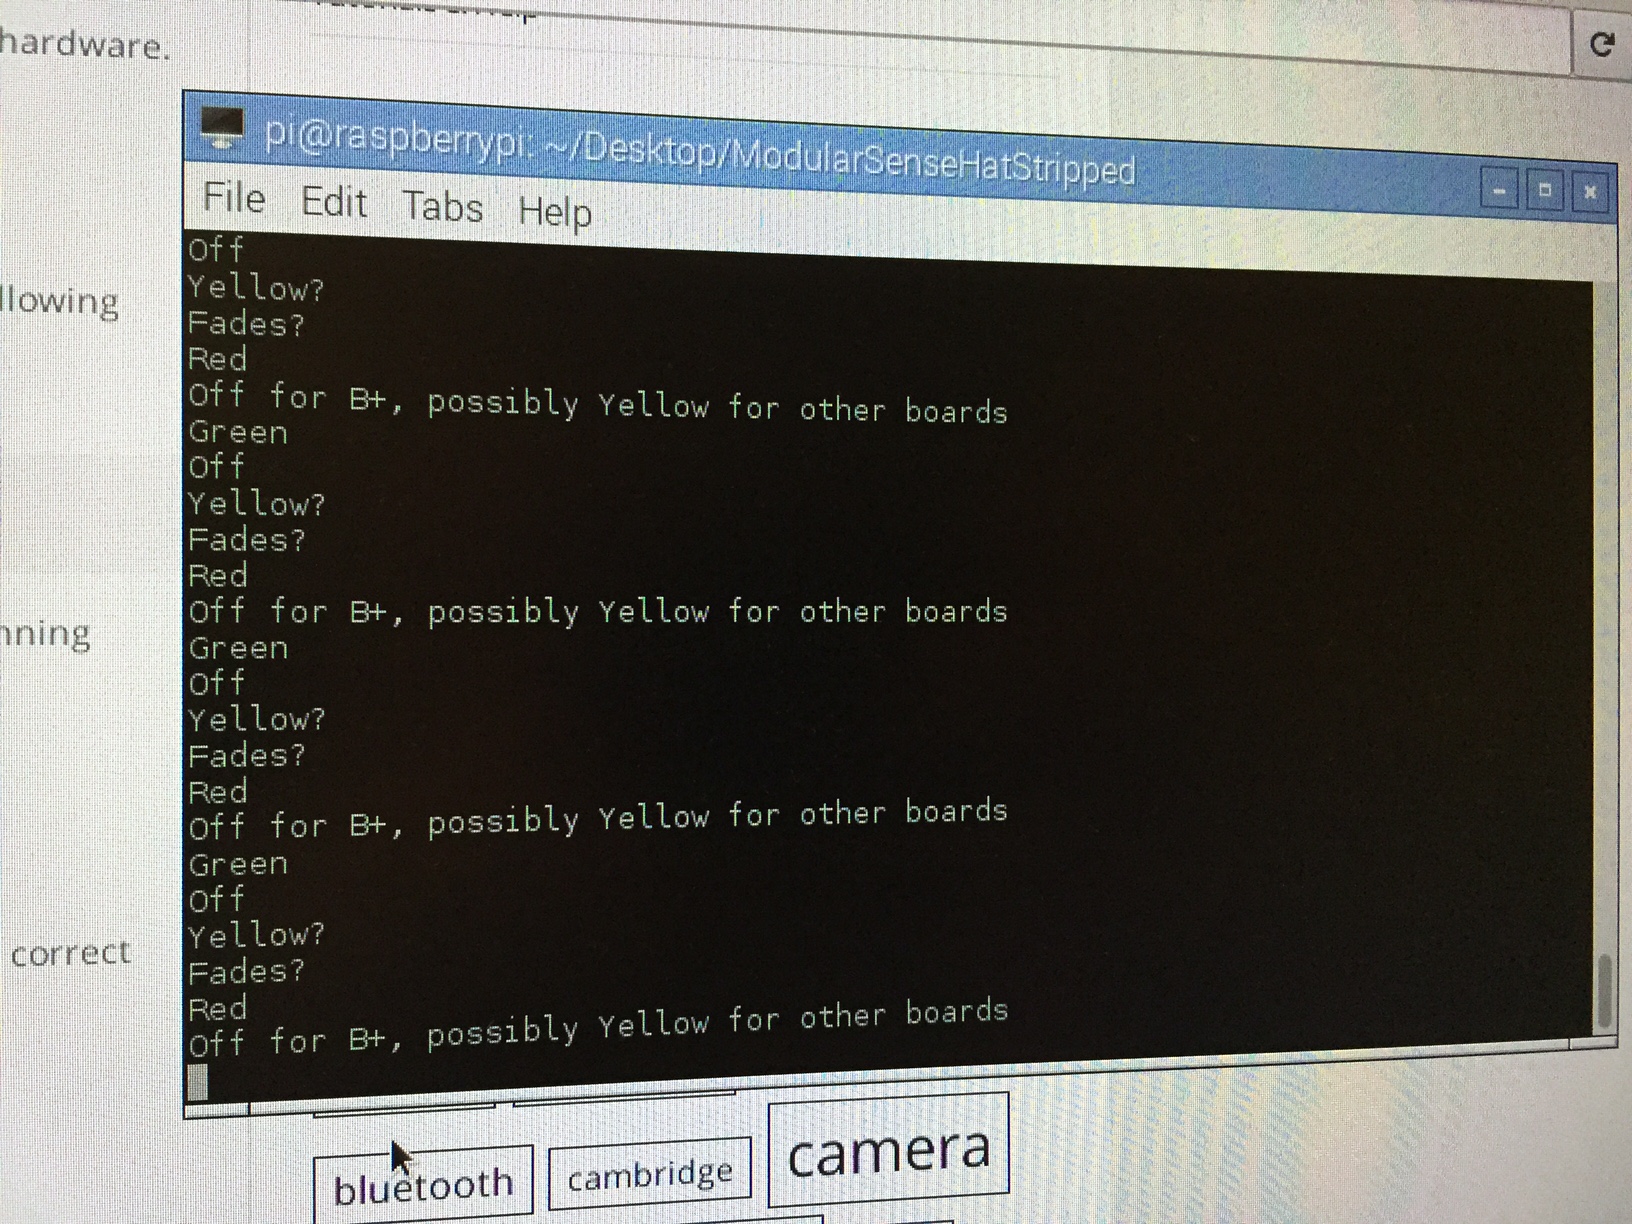 hardware.
pi@raspberrypi: ~/Desktop/ModularSenseHatStripped
File Edit Tabs Help
Off
Yellow?
Fades?
Red
Off for B+, possibly Yellow for other boards
Green
Off
Yellow?
Fades?
Red
Off for B+, possibly Yellow for other boards
Green
Off
Yellow?
Fades?
Red
Off for B+, possibly Yellow for other boards
Green
Off
Yellow?
Fades?
Red
Off for B+, possibly Yellow for other boards
llowing
nning
correct
bluetooth cambridge camera